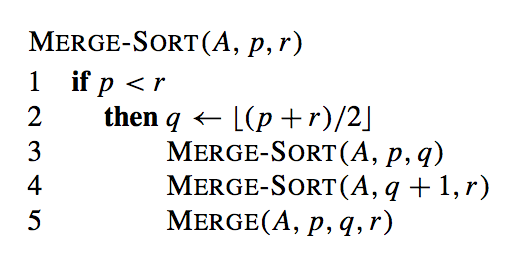 MERGE-SORT(A, p, r)
1 if p < r
2 then q ← ⌊(p + r)/2⌋
3 MERGE-SORT(A, p, q)
4 MERGE-SORT(A, q + 1, r)
5 MERGE(A, p, q, r)